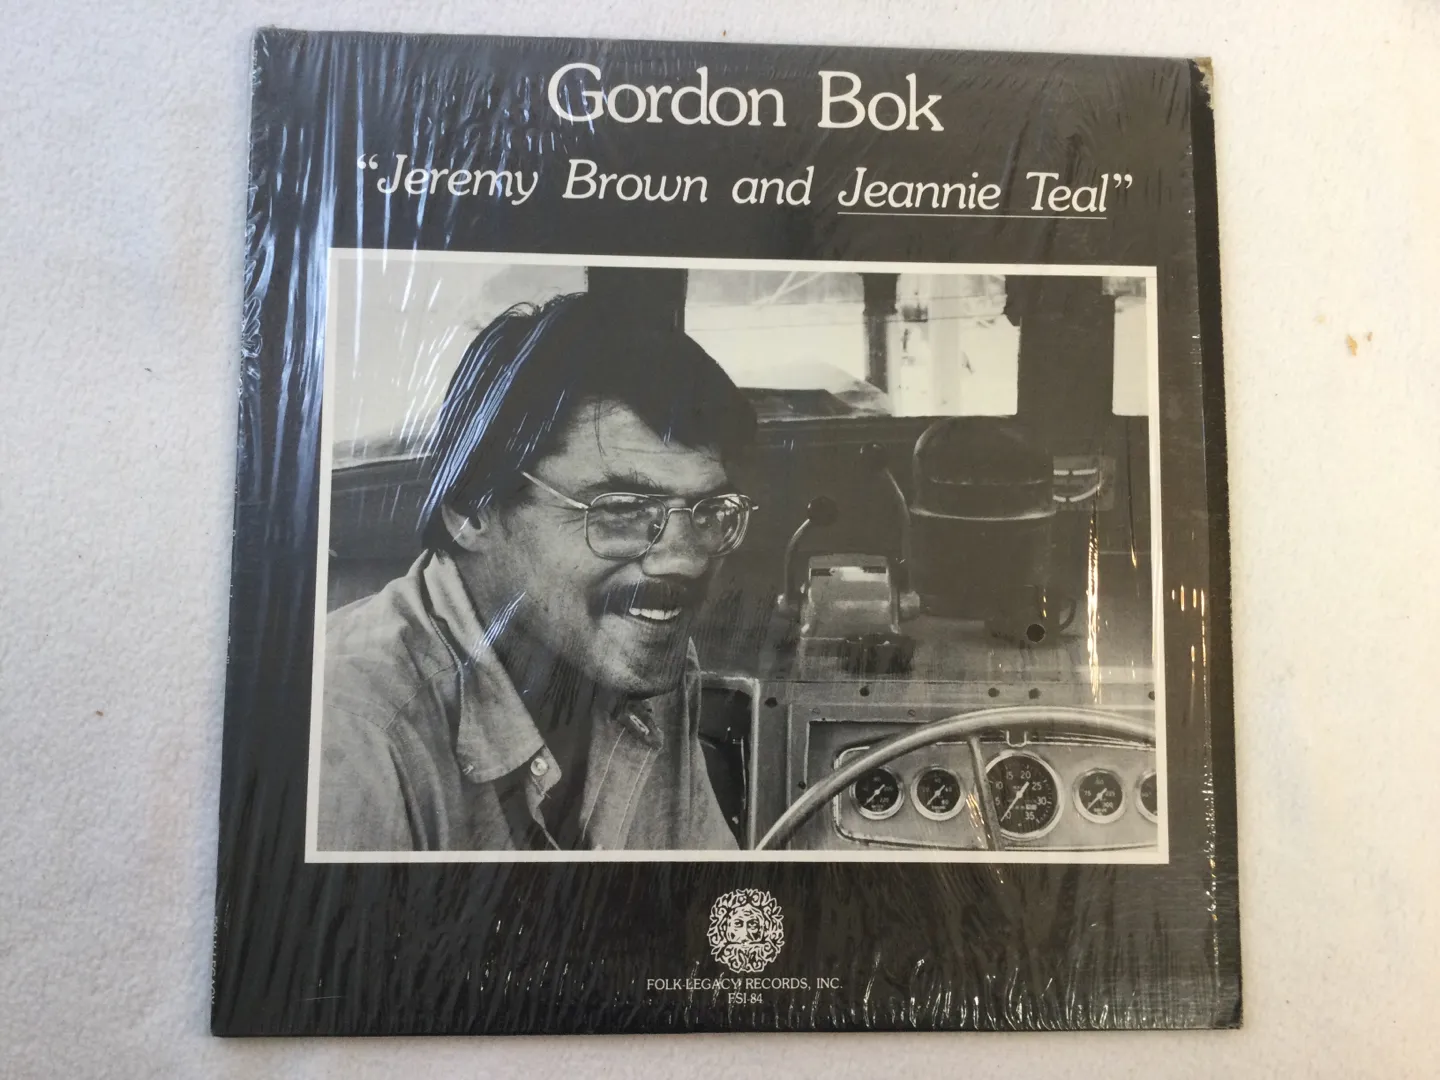 Gordon Bok
“Jeremy Brown and Jeannie Teal”
FOLK-LEGACY RECORDS, INC.
FSI-84